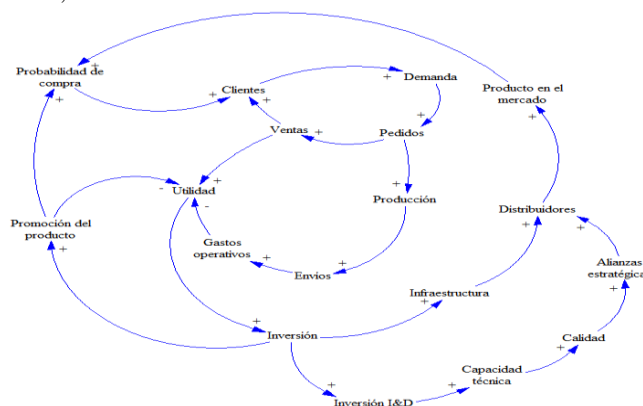 Probabilidad de
compra
Clientes
Demanda
Producto en el
mercado
Ventas
Pedidos
Utilidad
Producción
Promoción del
producto
Distribuidores
Gastos
operativos
Envios
Alianzas
estratégicas
Infraestructura
Inversión
Calidad
Capacidad
técnica
Inversión I&D